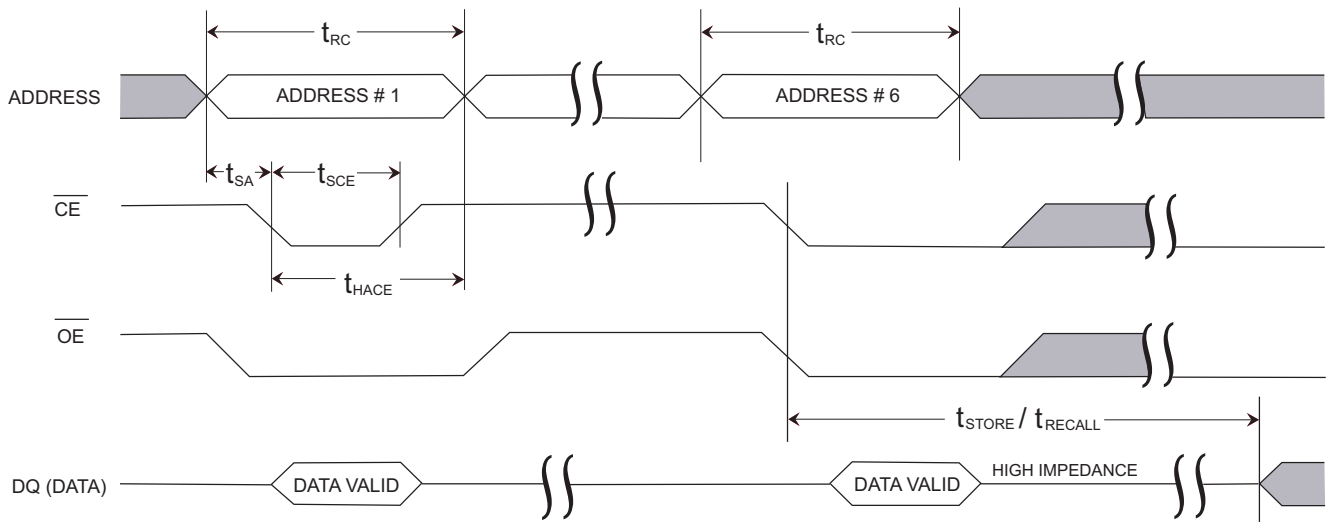 tRC
tRC
ADDRESS
ADDRESS # 1
ADDRESS # 6
tSA
tSCE
CE
tHACE
OE
tSTORE / tRECALL
DQ (DATA)
DATA VALID
DATA VALID
HIGH IMPEDANCE